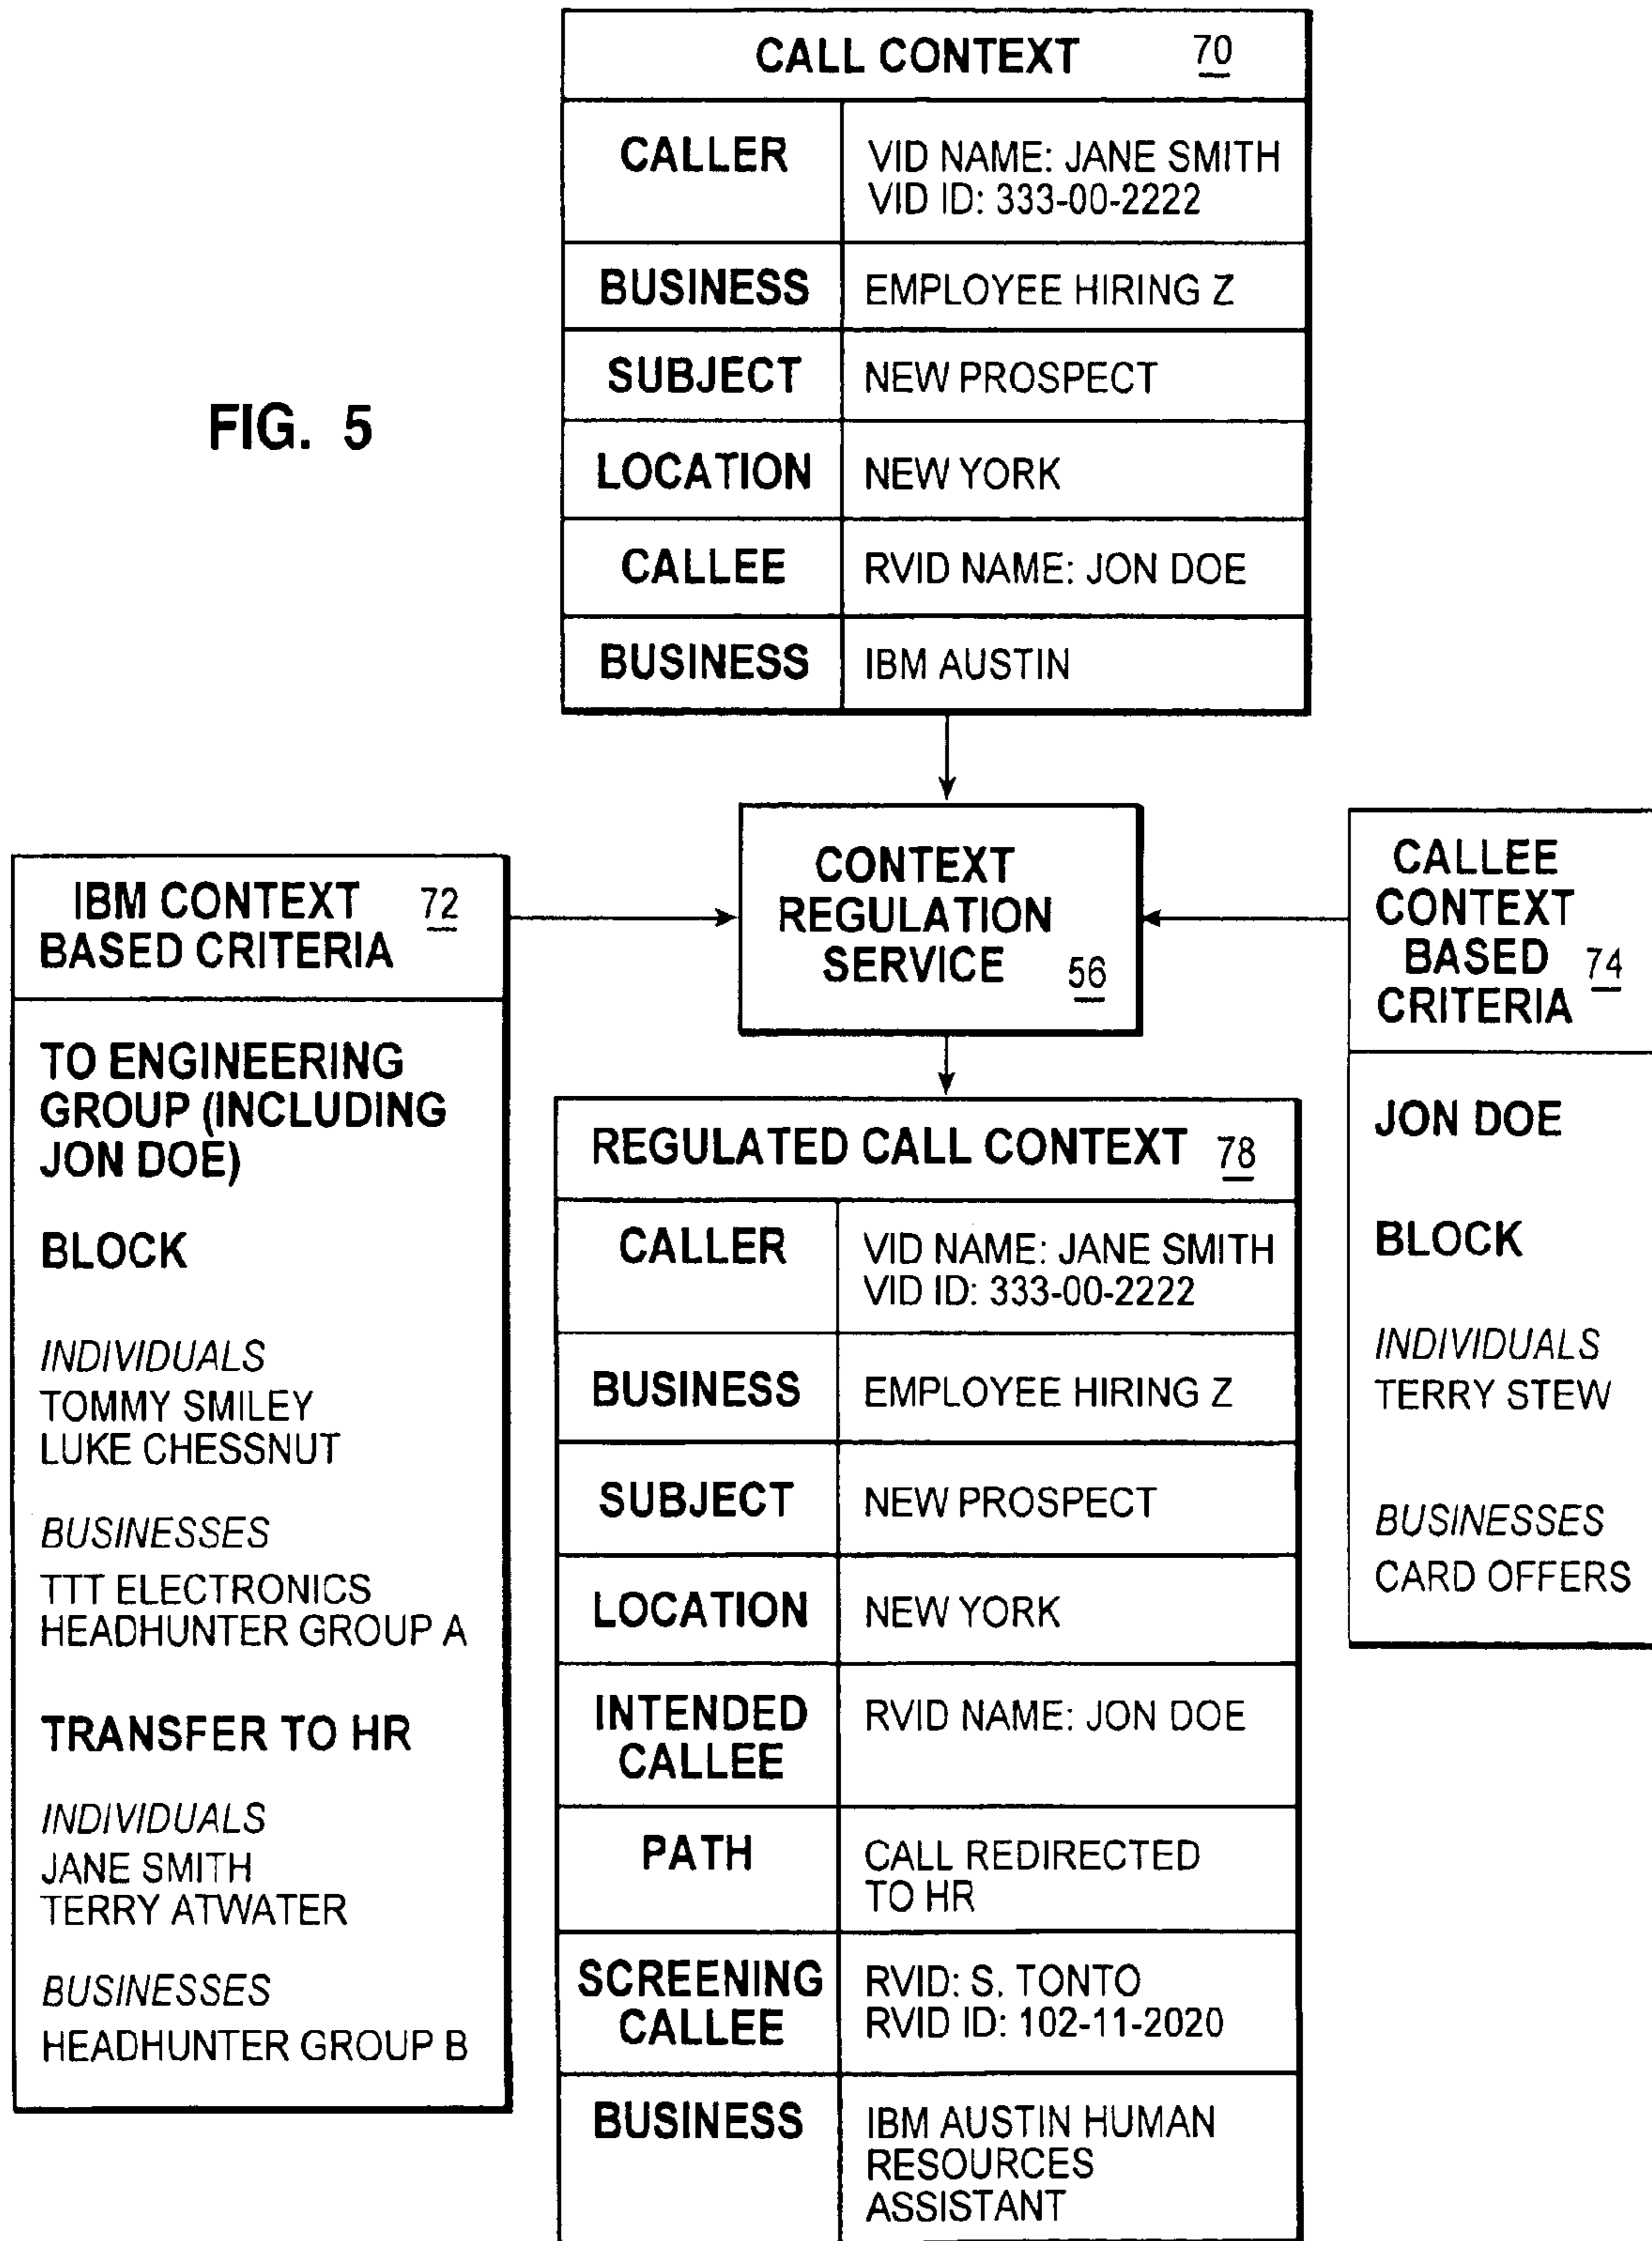 CALL CONTEXT 70
CALLER
VID NAME: JANE SMITH
VID ID: 333-00-2222
BUSINESS
EMPLOYEE HIRING Z
SUBJECT
NEW PROSPECT
LOCATION
NEW YORK
CALLEE
RVID NAME: JON DOE
BUSINESS
IBM AUSTIN
FIG. 5
IBM CONTEXT 72
BASED CRITERIA
TO ENGINEERING
GROUP (INCLUDING
JON DOE)
BLOCK
INDIVIDUALS
TOMMY SMILEY
LUKE CHESSNUT
BUSINESSES
TTT ELECTRONICS
HEADHUNTER GROUP A
TRANSFER TO HR
INDIVIDUALS
JANE SMITH
TERRY ATWATER
BUSINESSES
HEADHUNTER GROUP B
CONTEXT
REGULATION
SERVICE 56
CALLEE
CONTEXT
BASED 74
CRITERIA
JON DOE
BLOCK
INDIVIDUALS
TERRY STEW
BUSINESSES
CARD OFFERS
REGULATED CALL CONTEXT 78
CALLER
VID NAME: JANE SMITH
VID ID: 333-00-2222
BUSINESS
EMPLOYEE HIRING Z
SUBJECT
NEW PROSPECT
LOCATION
NEW YORK
INTENDED
CALLEE
RVID NAME: JON DOE
PATH
CALL REDIRECTED
TO HR
SCREENING
CALLEE
RVID: S. TONTO
RVID ID: 102-11-2020
BUSINESS
IBM AUSTIN HUMAN
RESOURCES
ASSISTANT